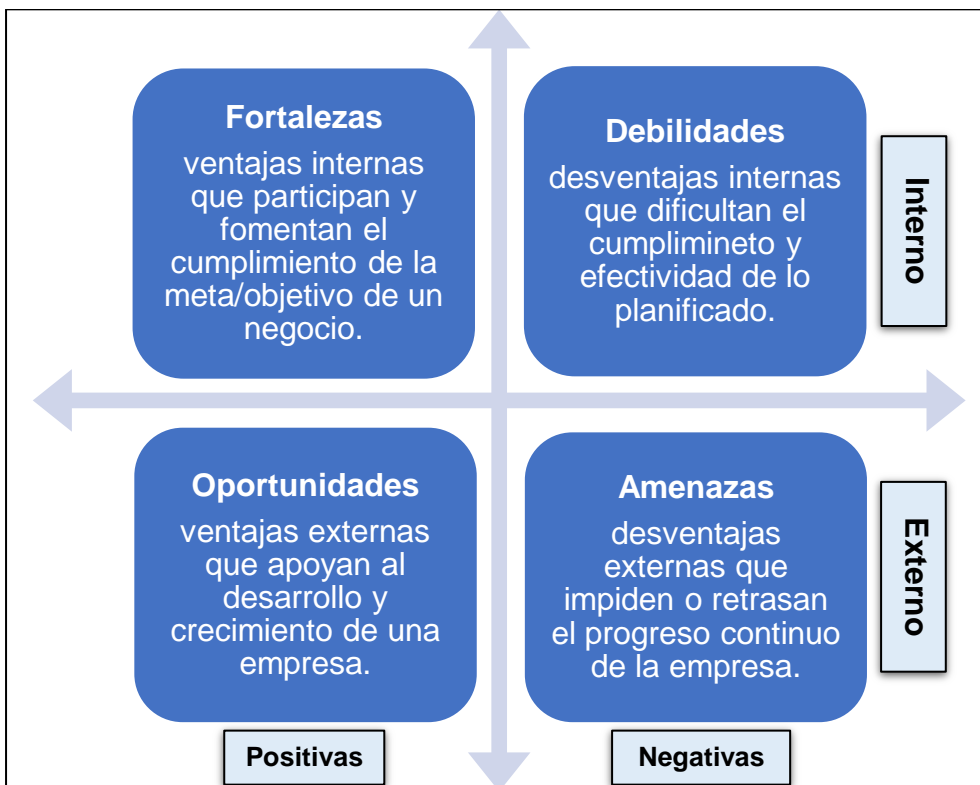 Fortalezas
ventajas internas
que participan y
fomentan el
cumplimiento de la
meta/objetivo de un
negocio.
Debilidades
desventajas internas
que dificultan el
cumplimineto y
efectividad de lo
planificado.
Interno
Oportunidades
ventajas externas
que apoyan al
desarrollo y
crecimiento de una
empresa.
Amenazas
desventajas
externas que
impiden o retrasan
el progreso continuo
de la empresa.
Externo
Positivas
Negativas